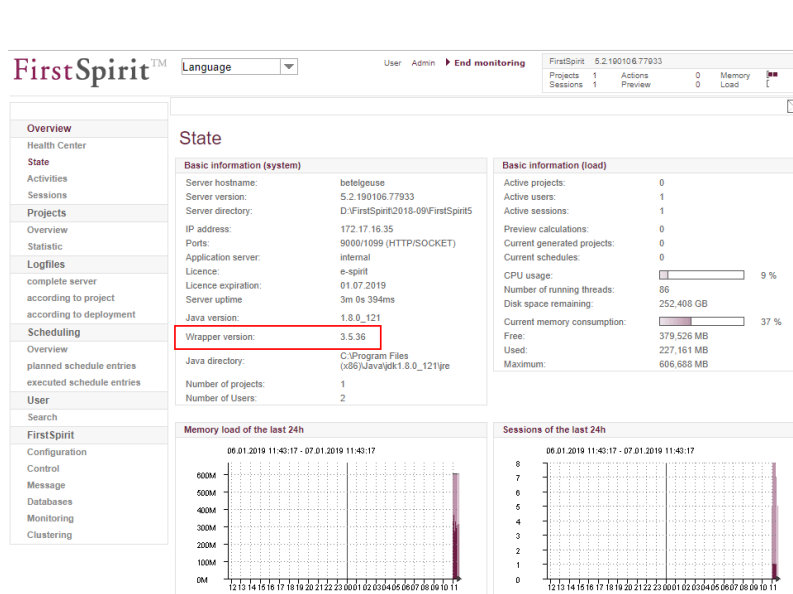 FirstSpirit™
Language
User Admin End monitoring
FirstSpirit 5.2.190106.77933
Projects 1 Actions 0 Memory
Sessions 1 Preview 0 Load
Overview
Health Center
State
Activities
Sessions
Projects
Overview
Statistic
Logfiles
complete server
according to project
according to deployment
Scheduling
Overview
planned schedule entries
executed schedule entries
User
Search
FirstSpirit
Configuration
Control
Message
Databases
Monitoring
Clustering
State
Basic information (system)
Server hostname: betelgeuse
Server version: 5.2.190106.77933
Server directory: D:\FirstSpirit\2018-09\FirstSpirit5
IP address: 172.17.16.35
Ports: 9000/1099 (HTTP/SOCKET)
Application server: internal
Licence: e-spirit
Licence expiration: 01.07.2019
Server uptime 3m 0s 394ms
Java version: 1.8.0_121
Wrapper version: 3.5.36
Java directory: C:\Program Files
(x86)\Java\jdk1.8.0_121\jre
Number of projects: 1
Number of Users: 2
Basic information (load)
Active projects: 0
Active users: 1
Active sessions: 1
Preview calculations: 0
Current generated projects: 0
Current schedules: 0
CPU usage: 9 %
Number of running threads: 86
Disk space remaining: 252,408 GB
Current memory consumption: 37 %
Free: 379,526 MB
Used: 227,161 MB
Maximum: 606,688 MB
Memory load of the last 24h
06.01.2019 11:43:17 - 07.01.2019 11:43:17
600M
500M
400M
300M
200M
100M
0M
12 13 14 15 16 17 18 19 20 21 22 23 00 01 02 03 04 05 06 07 08 09 10 11
Sessions of the last 24h
06.01.2019 11:43:17 - 07.01.2019 11:43:17
8
7
6
5
4
3
2
1
0
12 13 14 15 16 17 18 19 20 21 22 23 00 01 02 03 04 05 06 07 08 09 10 11